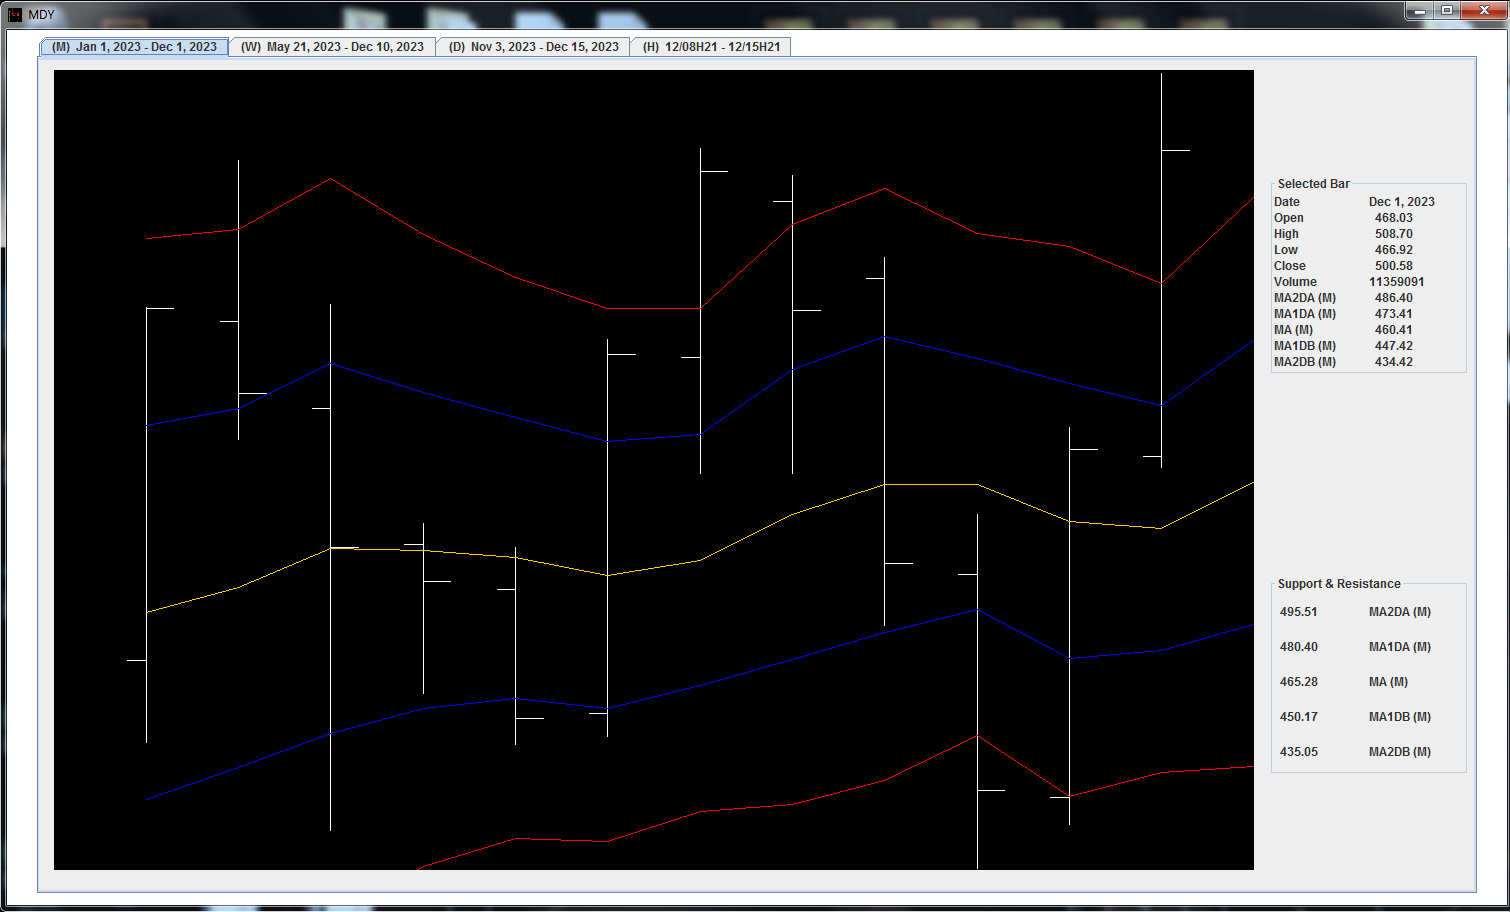 MDY
(M) Jan 1, 2023 - Dec 1, 2023 (W) May 21, 2023 - Dec 10, 2023 (D) Nov 3, 2023 - Dec 15, 2023 (H) 12/08H21 - 12/15H21
Selected Bar
Date Dec 1, 2023
Open 468.03
High 508.70
Low 466.92
Close 500.58
Volume 11359091
MA2DA (M) 486.40
MA1DA (M) 473.41
MA (M) 460.41
MA1DB (M) 447.42
MA2DB (M) 434.42
Support & Resistance
495.51 MA2DA (M)
480.40 MA1DA (M)
465.28 MA (M)
450.17 MA1DB (M)
435.05 MA2DB (M)